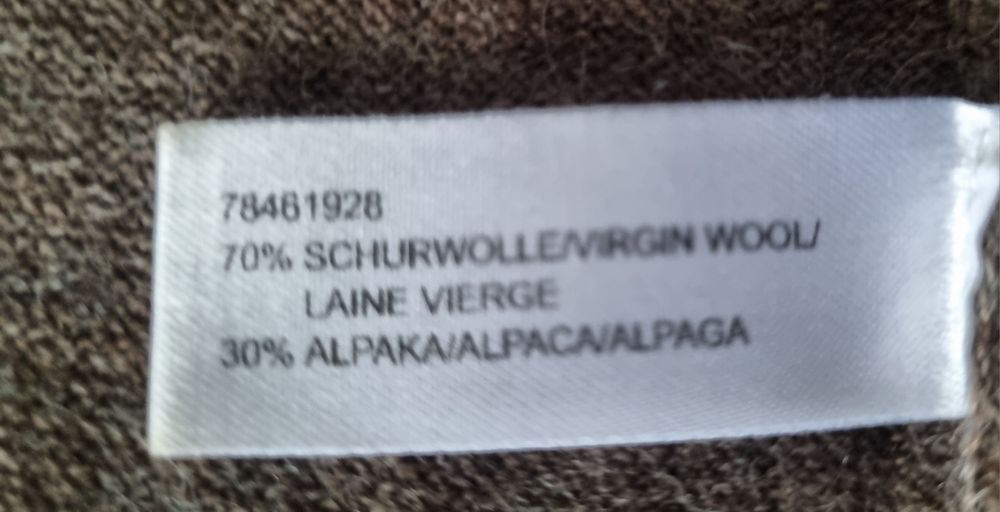 78461928
70% SCHURWOLLE/VIRGIN WOOL/
LAINE VIERGE
30% ALPAKA/ALPACA/ALPAGA